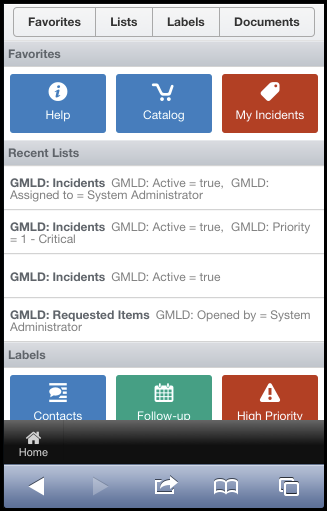 Favorites Lists Labels Documents
Favorites
Help Catalog My Incidents
Recent Lists
GMLD: Incidents GMLD: Active = true, GMLD:
Assigned to = System Administrator
GMLD: Incidents GMLD: Active = true, GMLD: Priority
= 1 - Critical
GMLD: Incidents GMLD: Active = true
GMLD: Requested Items GMLD: Opened by = System
Administrator
Labels
Contacts Follow-up High Priority
Home